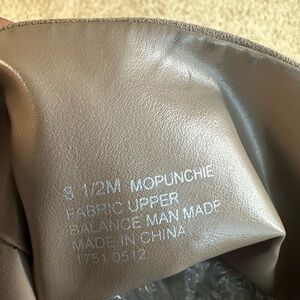 8 1/2M MOPUNCHIE
FABRIC UPPER
BALANCE MAN MADE
MADE IN CHINA
1751 0512